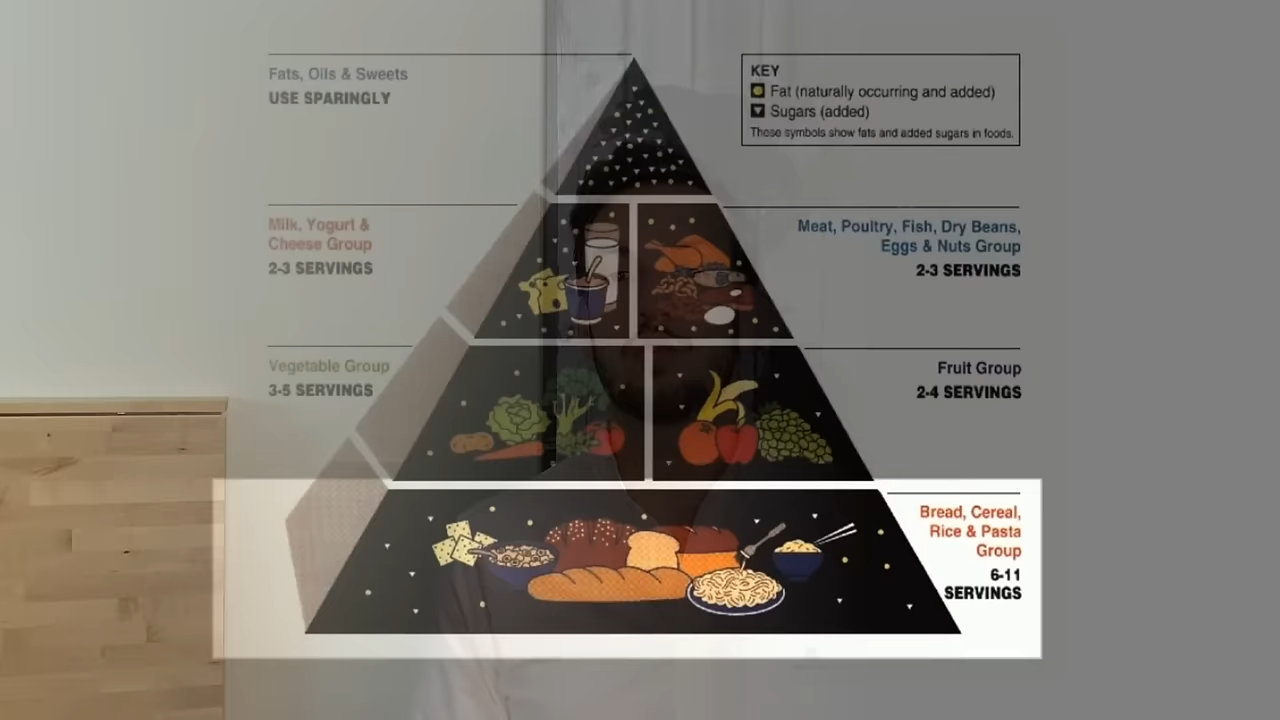 Fats, Oils & Sweets
USE SPARINGLY
KEY
Fat (naturally occurring and added)
Sugars (added)
These symbols show fats and added sugars in foods.
Milk, Yogurt &
Cheese Group
2-3 SERVINGS
Meat, Poultry, Fish, Dry Beans,
Eggs & Nuts Group
2-3 SERVINGS
Vegetable Group
3-5 SERVINGS
Fruit Group
2-4 SERVINGS
Bread, Cereal,
Rice & Pasta
Group
6-11
SERVINGS